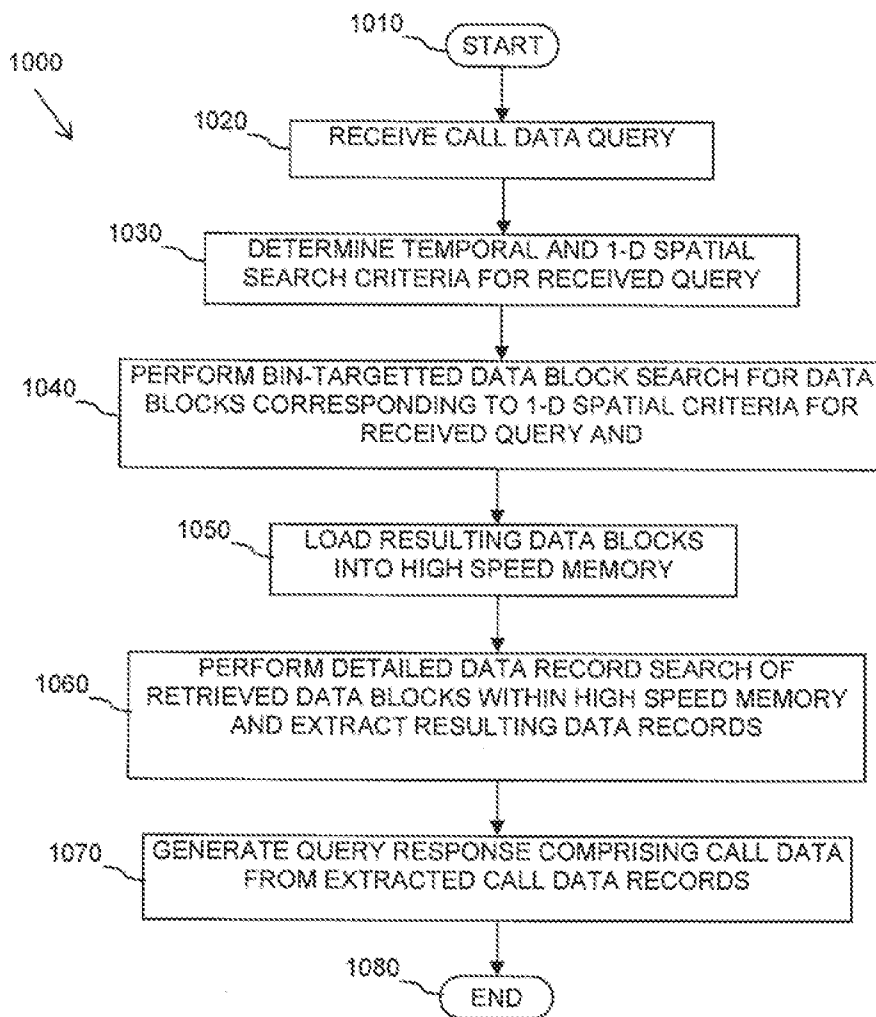 1010
START
1000
1020
RECEIVE CALL DATA QUERY
1030
DETERMINE TEMPORAL AND 1-D SPATIAL
SEARCH CRITERIA FOR RECEIVED QUERY
1040
PERFORM BIN-TARGETTED DATA BLOCK SEARCH FOR DATA
BLOCKS CORRESPONDING TO 1-D SPATIAL CRITERIA FOR
RECEIVED QUERY AND
1050
LOAD RESULTING DATA BLOCKS
INTO HIGH SPEED MEMORY
1060
PERFORM DETAILED DATA RECORD SEARCH OF
RETRIEVED DATA BLOCKS WITHIN HIGH SPEED MEMORY
AND EXTRACT RESULTING DATA RECORDS
1070
GENERATE QUERY RESPONSE COMPRISING CALL DATA
FROM EXTRACTED CALL DATA RECORDS
1080
END